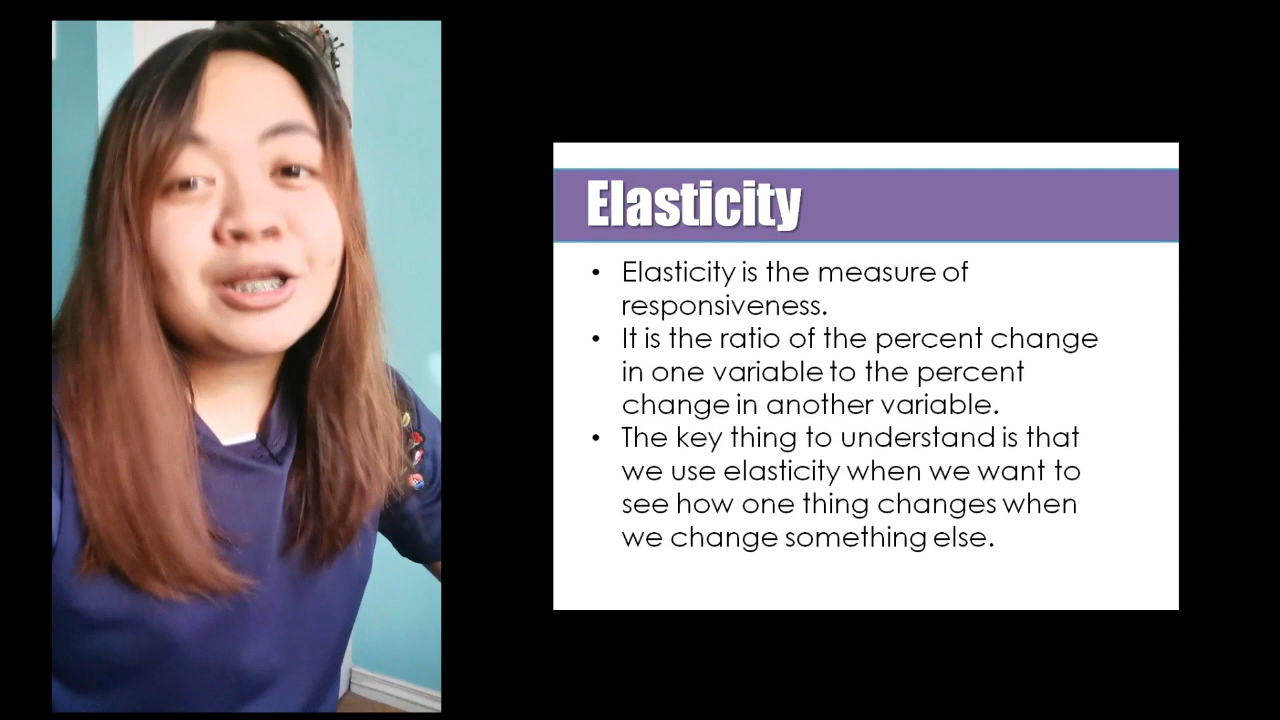 Elasticity
• Elasticity is the measure of
responsiveness.
• It is the ratio of the percent change
in one variable to the percent
change in another variable.
• The key thing to understand is that
we use elasticity when we want to
see how one thing changes when
we change something else.